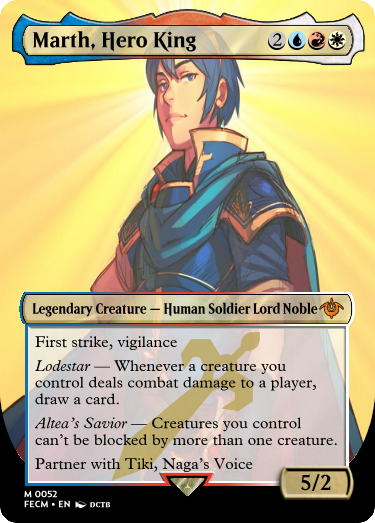 Marth, Hero King 2
Legendary Creature — Human Soldier Lord Noble
First strike, vigilance
Lodestar — Whenever a creature you
control deals combat damage to a player,
draw a card.
Altea's Savior — Creatures you control
can't be blocked by more than one creature.
Partner with Tiki, Naga's Voice
5/2
M 0052
FECM • EN DCTB